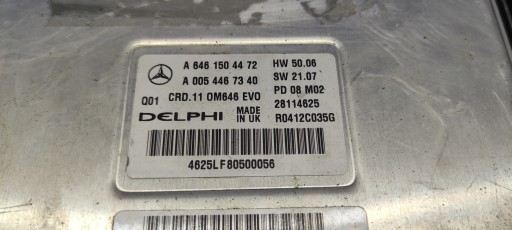 A 646 150 44 72 HW 50.06
A 005 446 73 40 SW 21.07
Q01 CRD.11 OM646 EVO PD 08 M02
28114625
DELPHI MADE IN UK R0412C035G
4625LF80500056